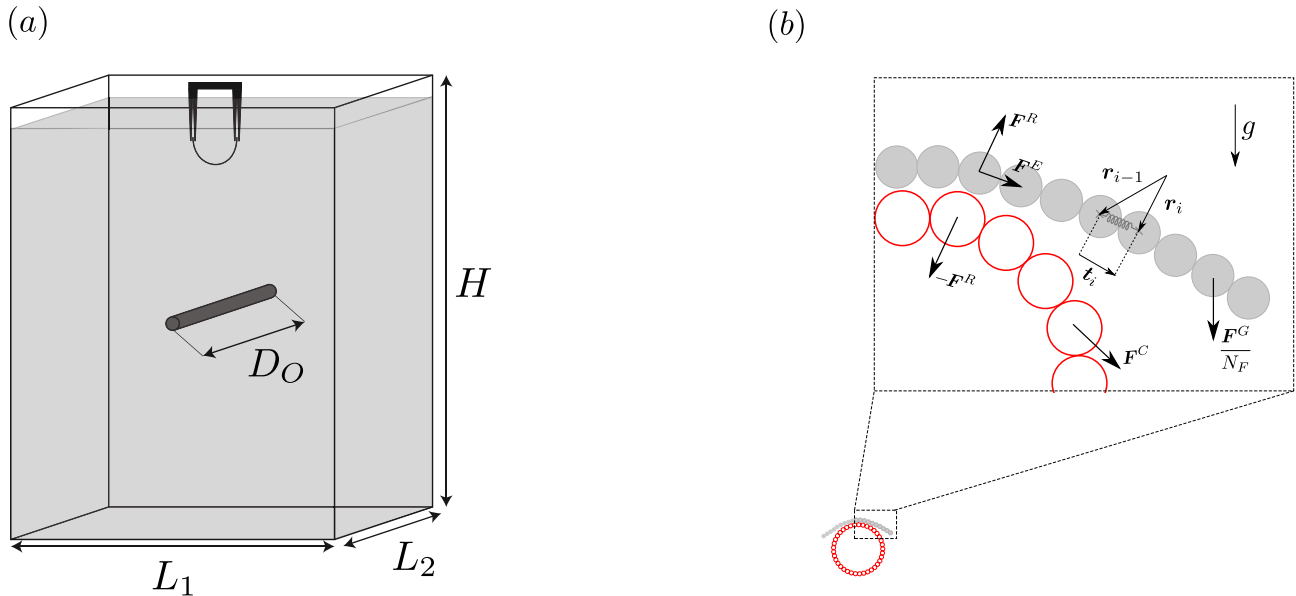 (a)
H
D_O
L_1
L_2
(b)
F^R
F^E
g
r_{i-1}
r_i
t_i
-F^R
F^G
N_F
F^C